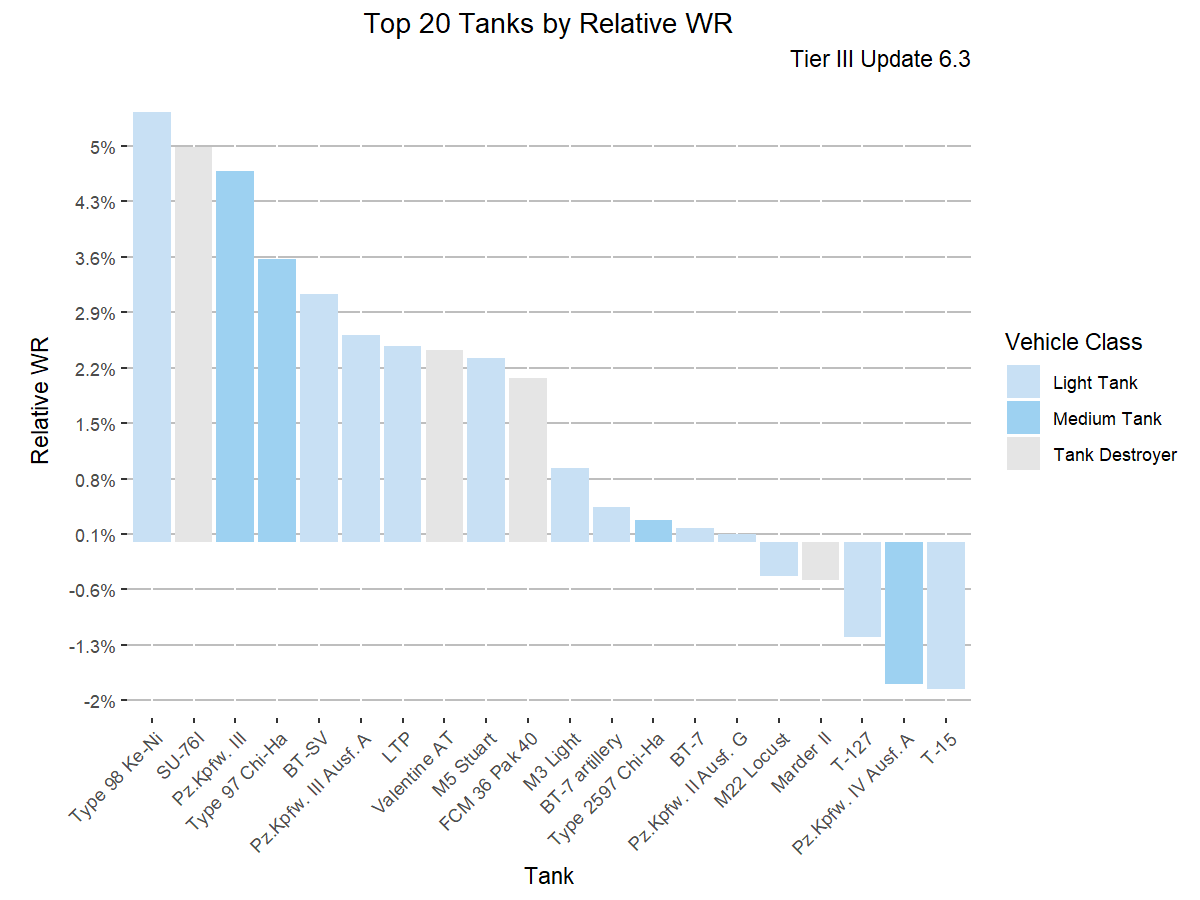 Top 20 Tanks by Relative WR
Tier III Update 6.3
Relative WR
5%
4.3%
3.6%
2.9%
2.2%
1.5%
0.8%
0.1%
-0.6%
-1.3%
-2%
Type 98 Ke-Ni
SU-76I
Pz.Kpfw. III
Type 97 Chi-Ha
BT-SV
Pz.Kpfw. III Ausf. A
LTP
Valentine AT
M5 Stuart
FCM 36 Pak 40
M3 Light
BT-7 artillery
Type 2597 Chi-Ha
BT-7
Pz.Kpfw. II Ausf. G
M22 Locust
Marder II
T-127
Pz.Kpfw. IV Ausf. A
T-15
Tank
Vehicle Class
Light Tank
Medium Tank
Tank Destroyer